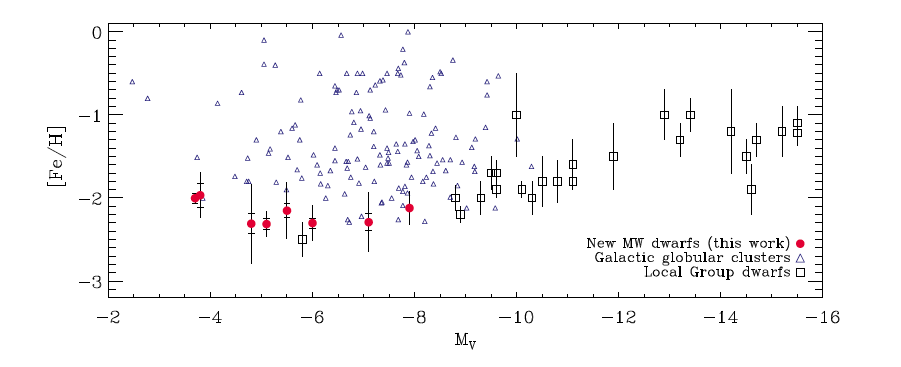 0
−1
−2
−3
[Fe/H]
New MW dwarfs (this work)
Galactic globular clusters
Local Group dwarfs
−2 −4 −6 −8 −10 −12 −14 −16
M_V